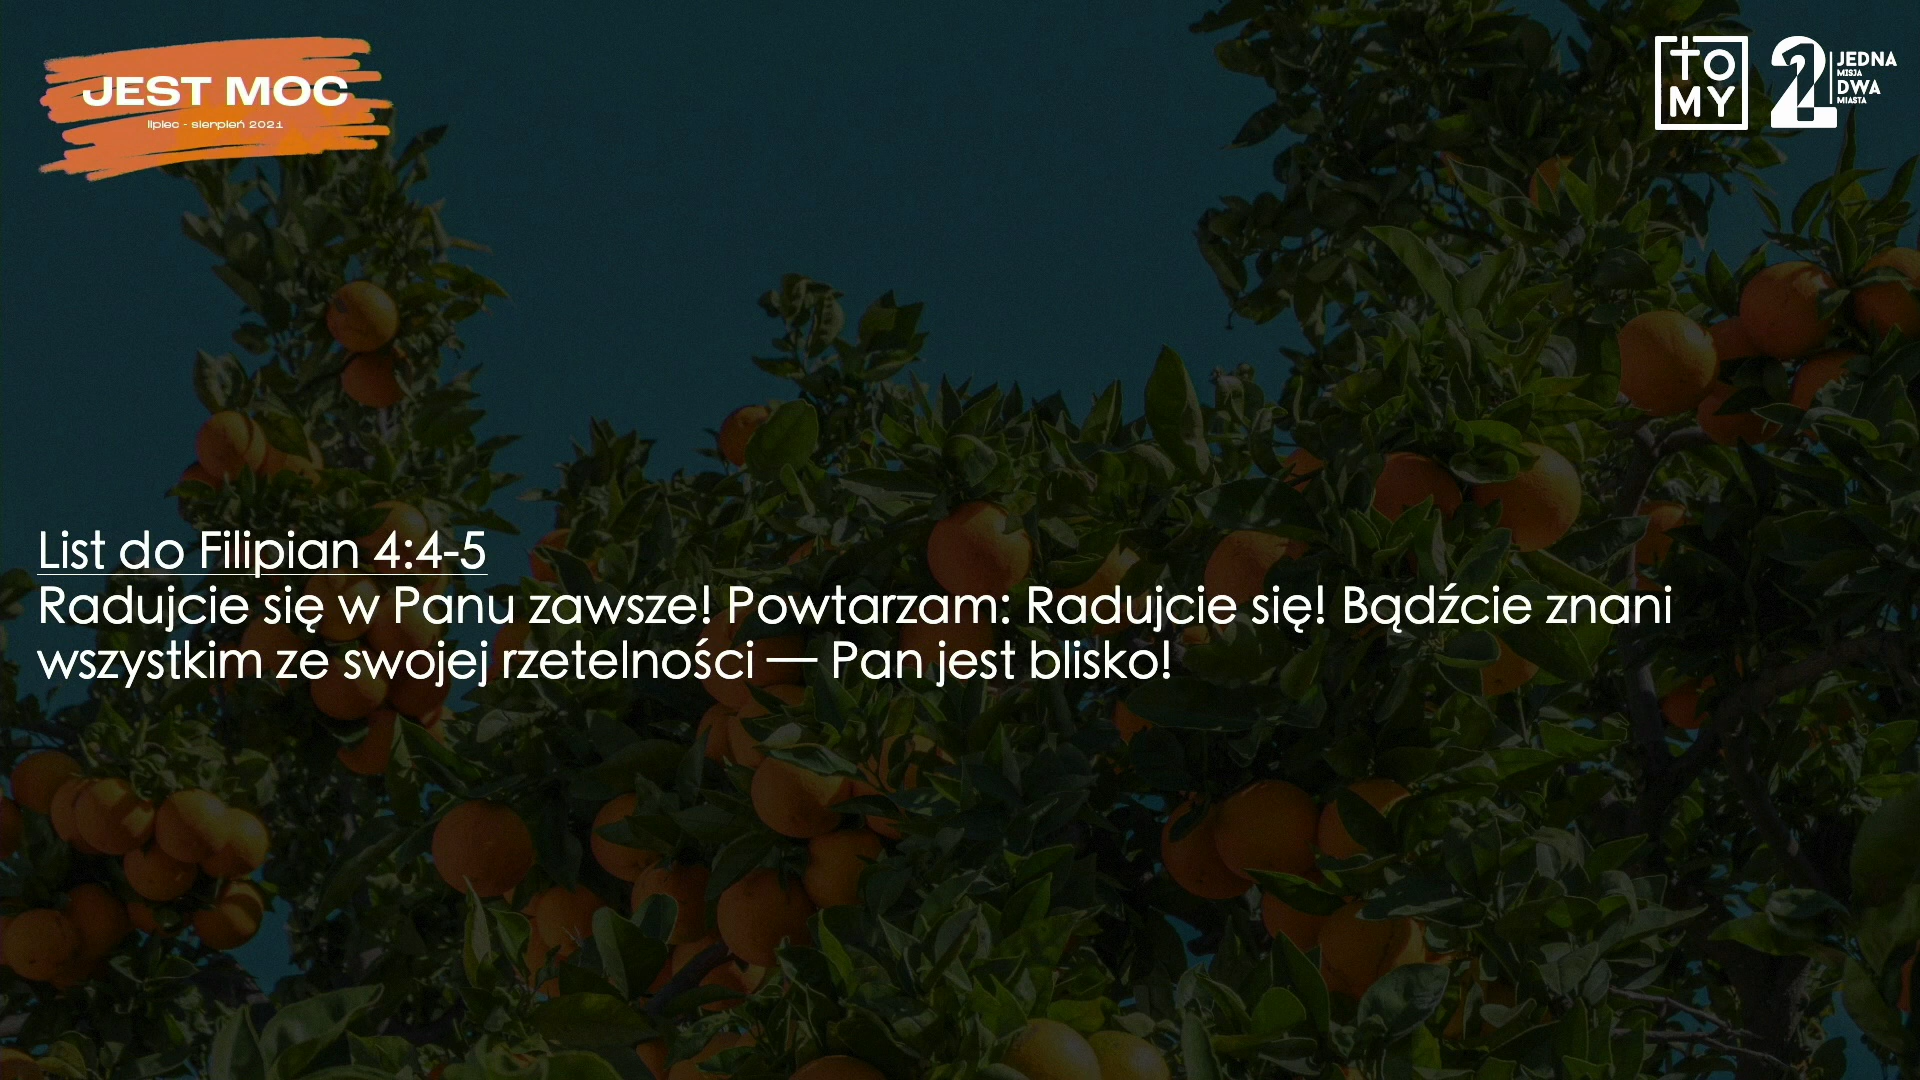 JEST MOC
lipiec - sierpień 2021
TO
MY
2
JEDNA
MISJA
DWA
MIASTA
List do Filipian 4:4-5
Radujcie się w Panu zawsze! Powtarzam: Radujcie się! Bądźcie znani
wszystkim ze swojej rzetelności — Pan jest blisko!